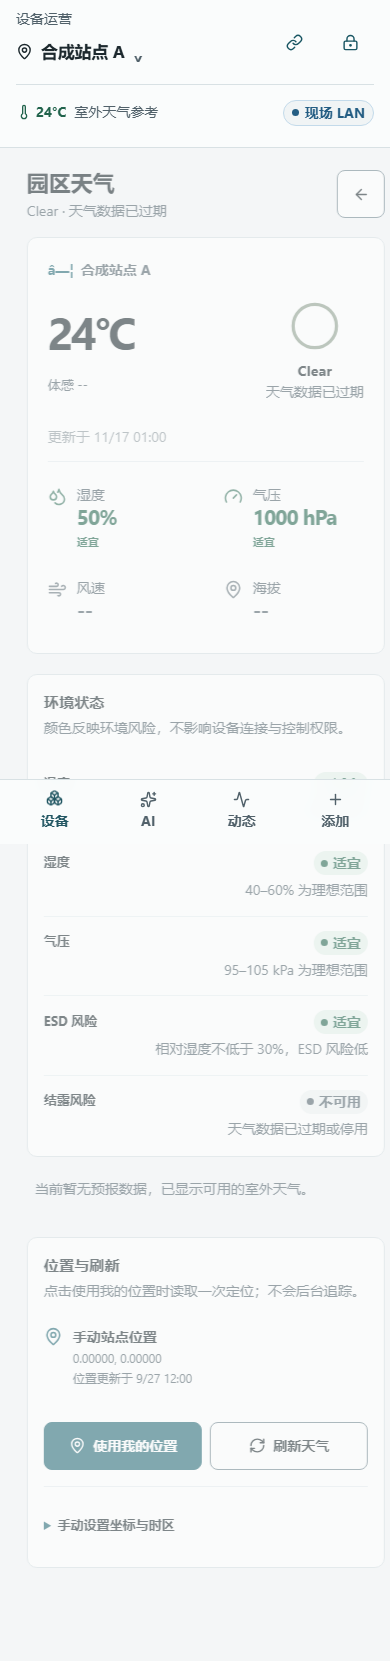 设备运营
合成站点 A
24°C 室外天气参考
现场 LAN
园区天气
Clear · 天气数据已过期
â—¦ 合成站点 A
24°C
体感 --
Clear
天气数据已过期
更新于 11/17 01:00
湿度
50%
适宜
气压
1000 hPa
适宜
风速
--
海拔
--
环境状态
颜色反映环境风险，不影响设备连接与控制权限。
设备
AI
动态
添加
湿度
适宜
40–60% 为理想范围
气压
适宜
95–105 kPa 为理想范围
ESD 风险
适宜
相对湿度不低于 30%，ESD 风险低
结露风险
不可用
天气数据已过期或停用
当前暂无预报数据，已显示可用的室外天气。
位置与刷新
点击使用我的位置时读取一次定位；不会后台追踪。
手动站点位置
0.00000, 0.00000
位置更新于 9/27 12:00
使用我的位置
刷新天气
手动设置坐标与时区